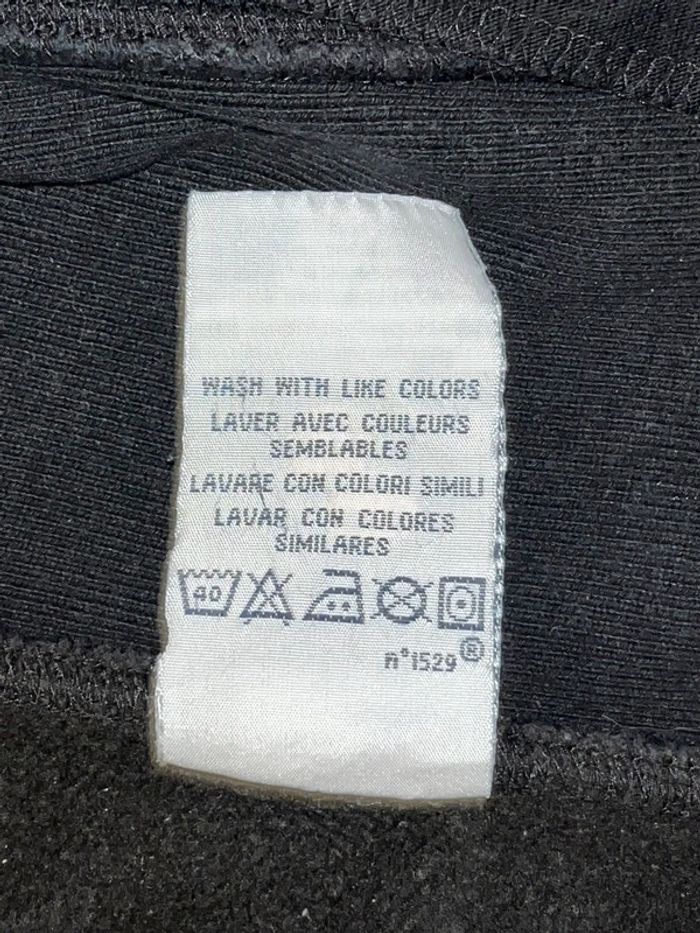 WASH WITH LIKE COLORS
LAVER AVEC COULEURS
SEMBLABLES
LAVARE CON COLORI SIMILI
LAVAR CON COLORES
SIMILARES
40
n°1529®